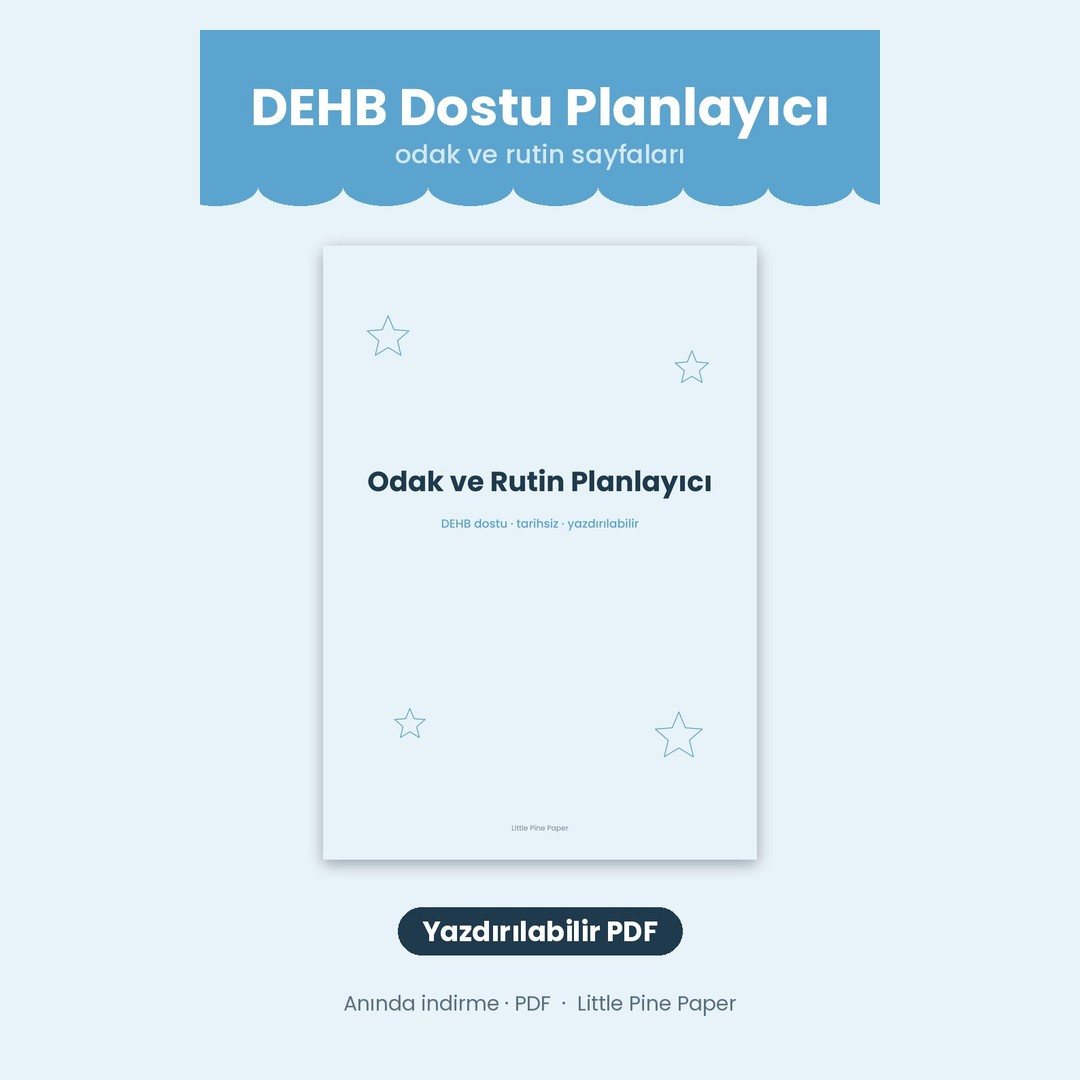 DEHB Dostu Planlayıcı
odak ve rutin sayfaları
Odak ve Rutin Planlayıcı
DEHB dostu · tarihsiz · yazdırılabilir
Little Pine Paper
Yazdırılabilir PDF
Anında indirme · PDF · Little Pine Paper